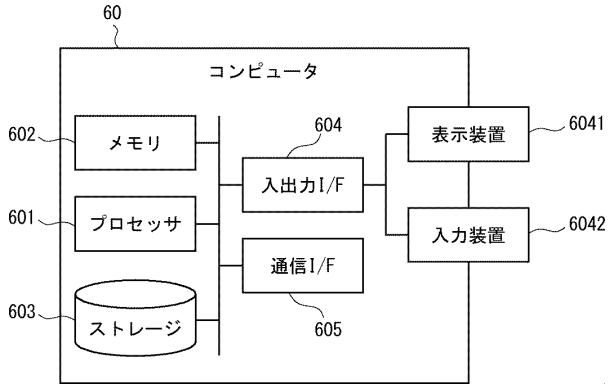 60
コンピュータ
602
メモリ
604
入出力I/F
6041
表示装置
601
プロセッサ
6042
入力装置
通信I/F
605
603
ストレージ